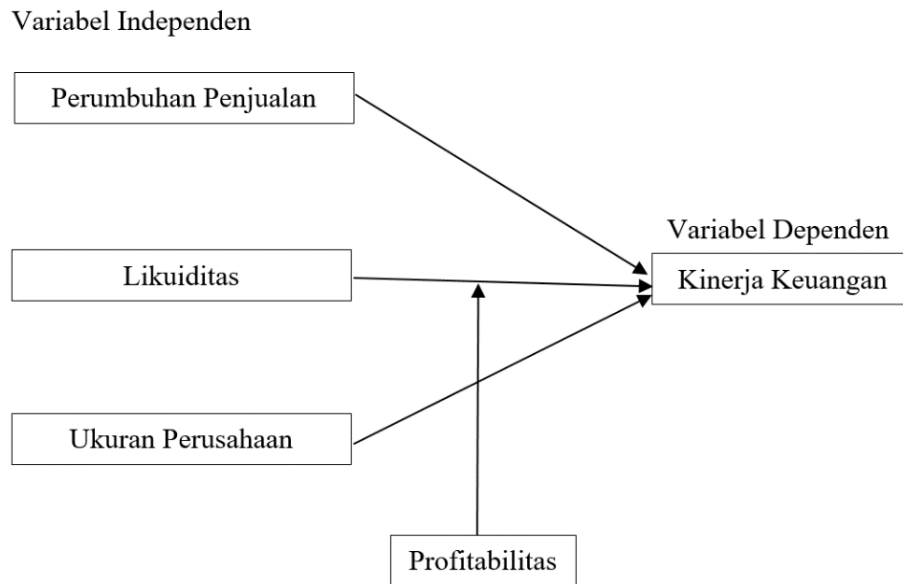 Variabel Independen
Perumbuhan Penjualan
Likuiditas
Variabel Dependen
Kinerja Keuangan
Ukuran Perusahaan
Profitabilitas